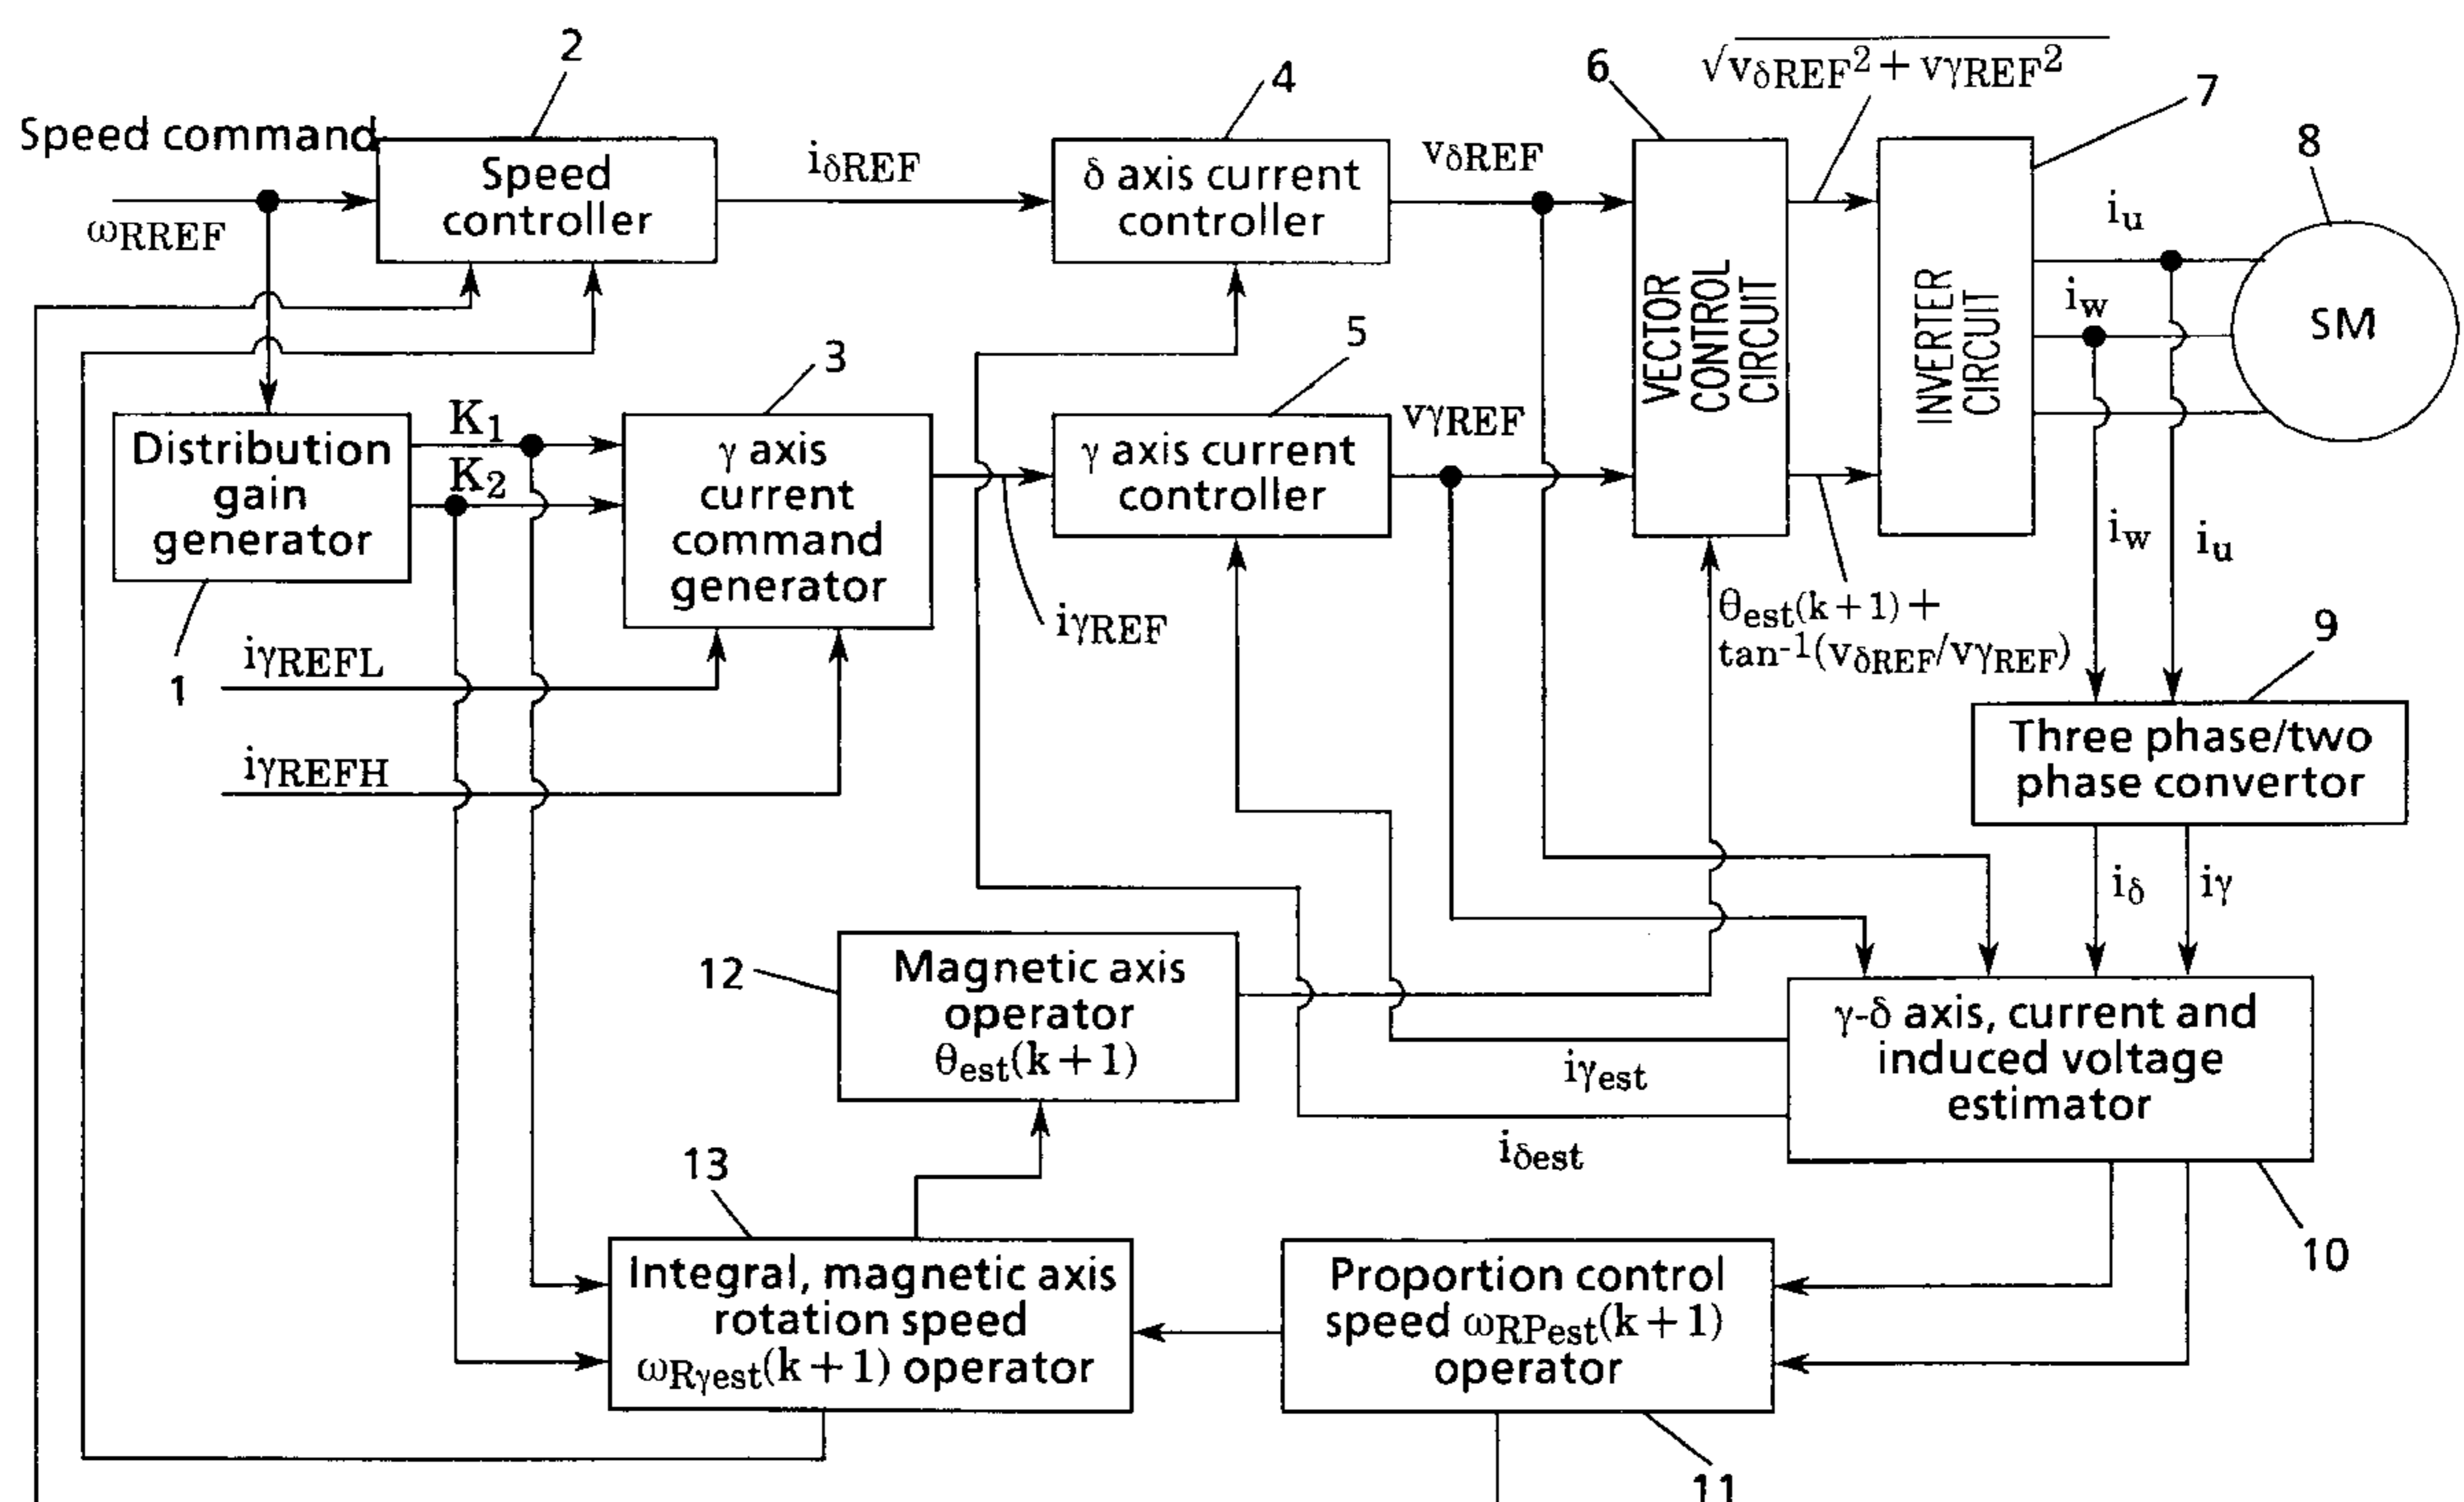 2
4
6
√vδREF² + vγREF²
7
8
Speed command
Speed
controller
iδREF
δ axis current
controller
vδREF
ωRREF
iu
iw
SM
VECTOR
CONTROL
CIRCUIT
INVERTER
CIRCUIT
3
5
K1
K2
Distribution
gain
generator
γ axis
current
command
generator
γ axis current
controller
vγREF
iγREF
iw
iu
θest(k+1) +
tan-1(vδREF/vγREF)
1
iγREFL
iγREFH
9
Three phase/two
phase convertor
iδ
iγ
12
Magnetic axis
operator
θest(k+1)
γ-δ axis, current and
induced voltage
estimator
iγest
iδest
10
13
Integral, magnetic axis
rotation speed
ωRγest(k+1) operator
Proportion control
speed ωRPest(k+1)
operator
11